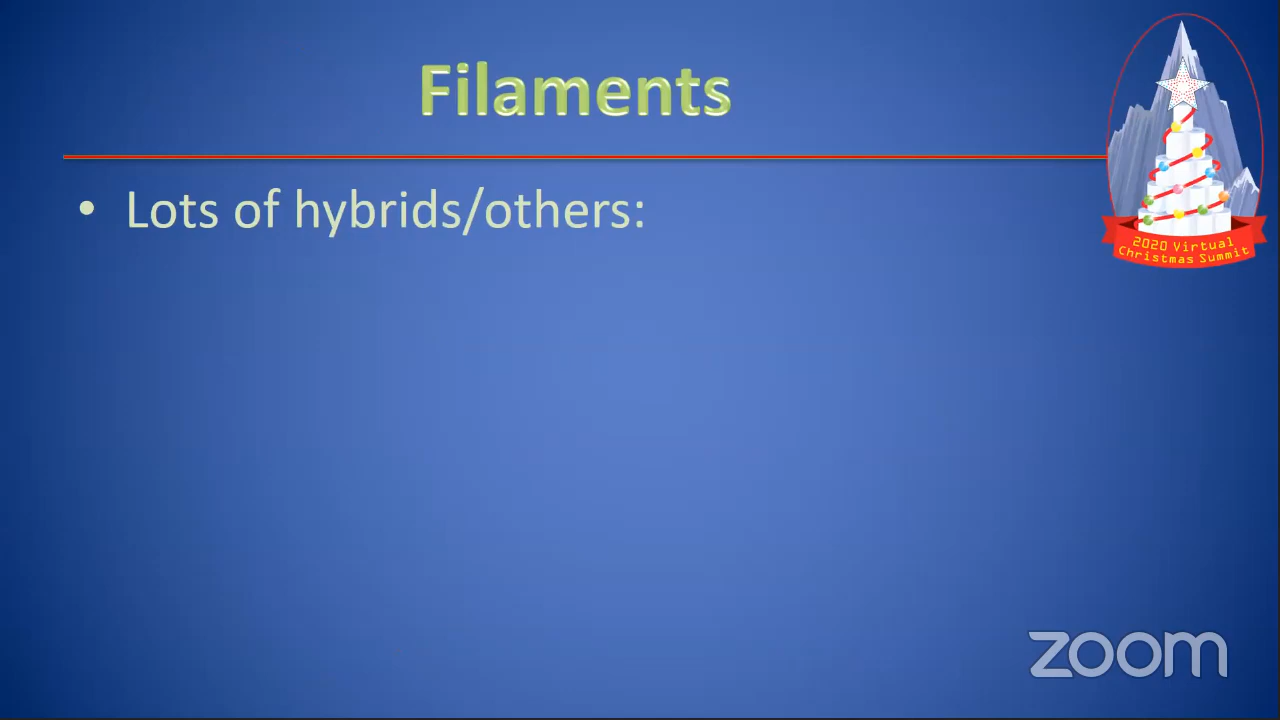 Filaments
• Lots of hybrids/others:
2020 Virtual
Christmas Summit
zoom